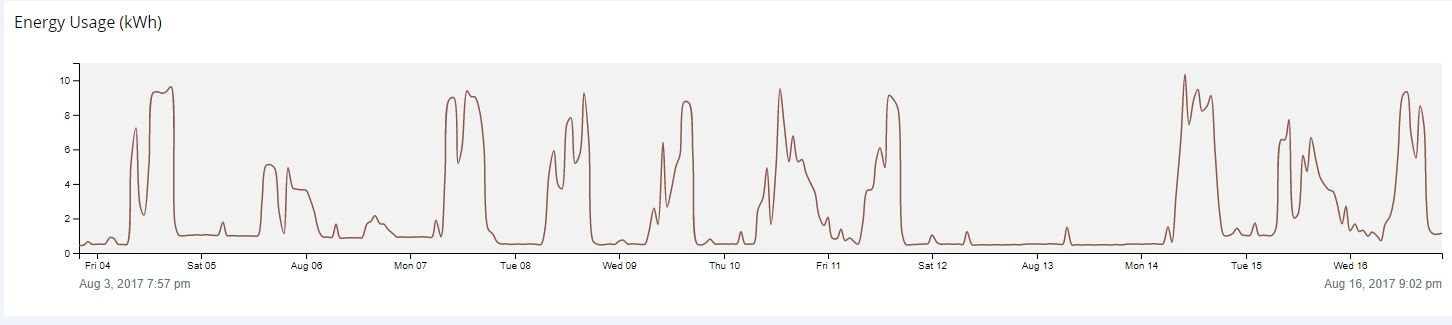 Energy Usage (kWh)
10
8
6
4
2
0
Fri 04 Sat 05 Aug 06 Mon 07 Tue 08 Wed 09 Thu 10 Fri 11 Sat 12 Aug 13 Mon 14 Tue 15 Wed 16
Aug 3, 2017 7:57 pm Aug 16, 2017 9:02 pm